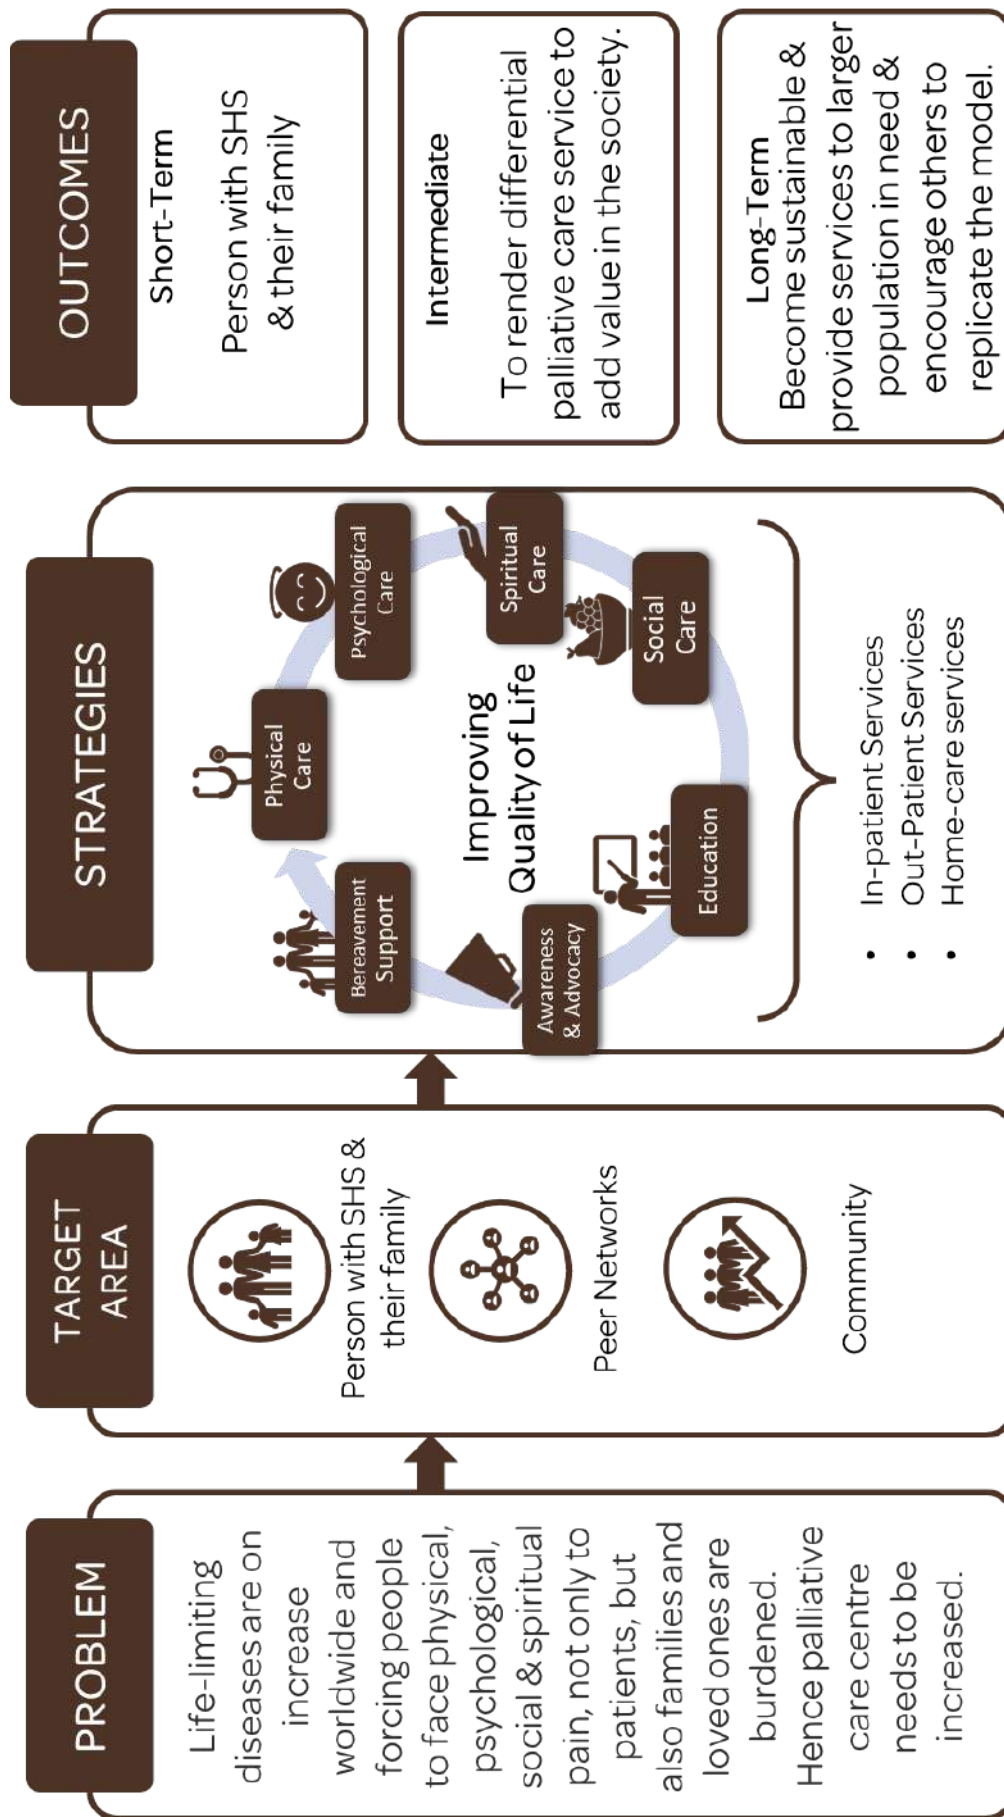 PROBLEM
Life-limiting
diseases are on
increase
worldwide and
forcing people
to face physical,
psychological,
social & spiritual
pain, not only to
patients, but
also families and
loved ones are
burdened.
Hence palliative
care centre
needs to be
increased.
TARGET
AREA
Person with SHS &
their family
Peer Networks
Community
STRATEGIES
Physical
Care
Psychological
Care
Spiritual Care
Social
Care
Education
Awareness
& Advocacy
Bereavement
Support
Improving
Quality of Life
• In-patient Services
• Out-Patient Services
• Home-care services
OUTCOMES
Short-Term
Person with SHS
& their family
Intermediate
To render differential
palliative care service to
add value in the society.
Long-Term
Become sustainable &
provide services to larger
population in need &
encourage others to
replicate the model.